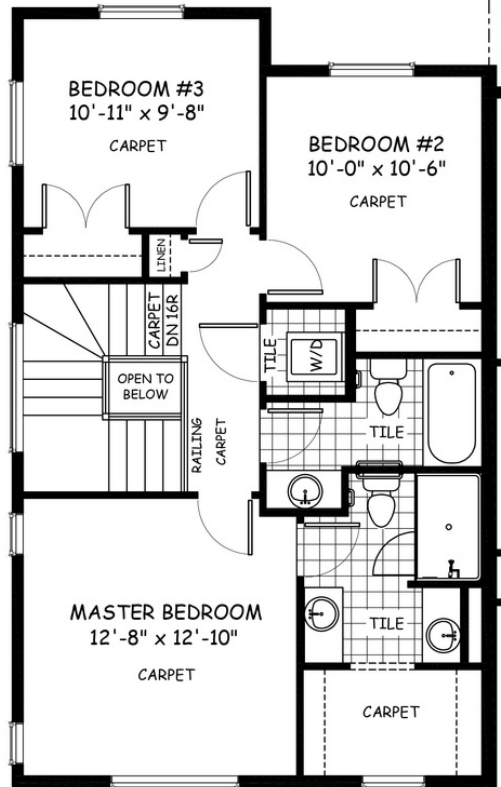 BEDROOM #3
10'-11" x 9'-8"
CARPET
BEDROOM #2
10'-0" x 10'-6"
CARPET
LINEN
CARPET
DN 16R
TILE
W/D
OPEN TO
BELOW
RAILING
CARPET
TILE
MASTER BEDROOM
12'-8" x 12'-10"
CARPET
TILE
CARPET